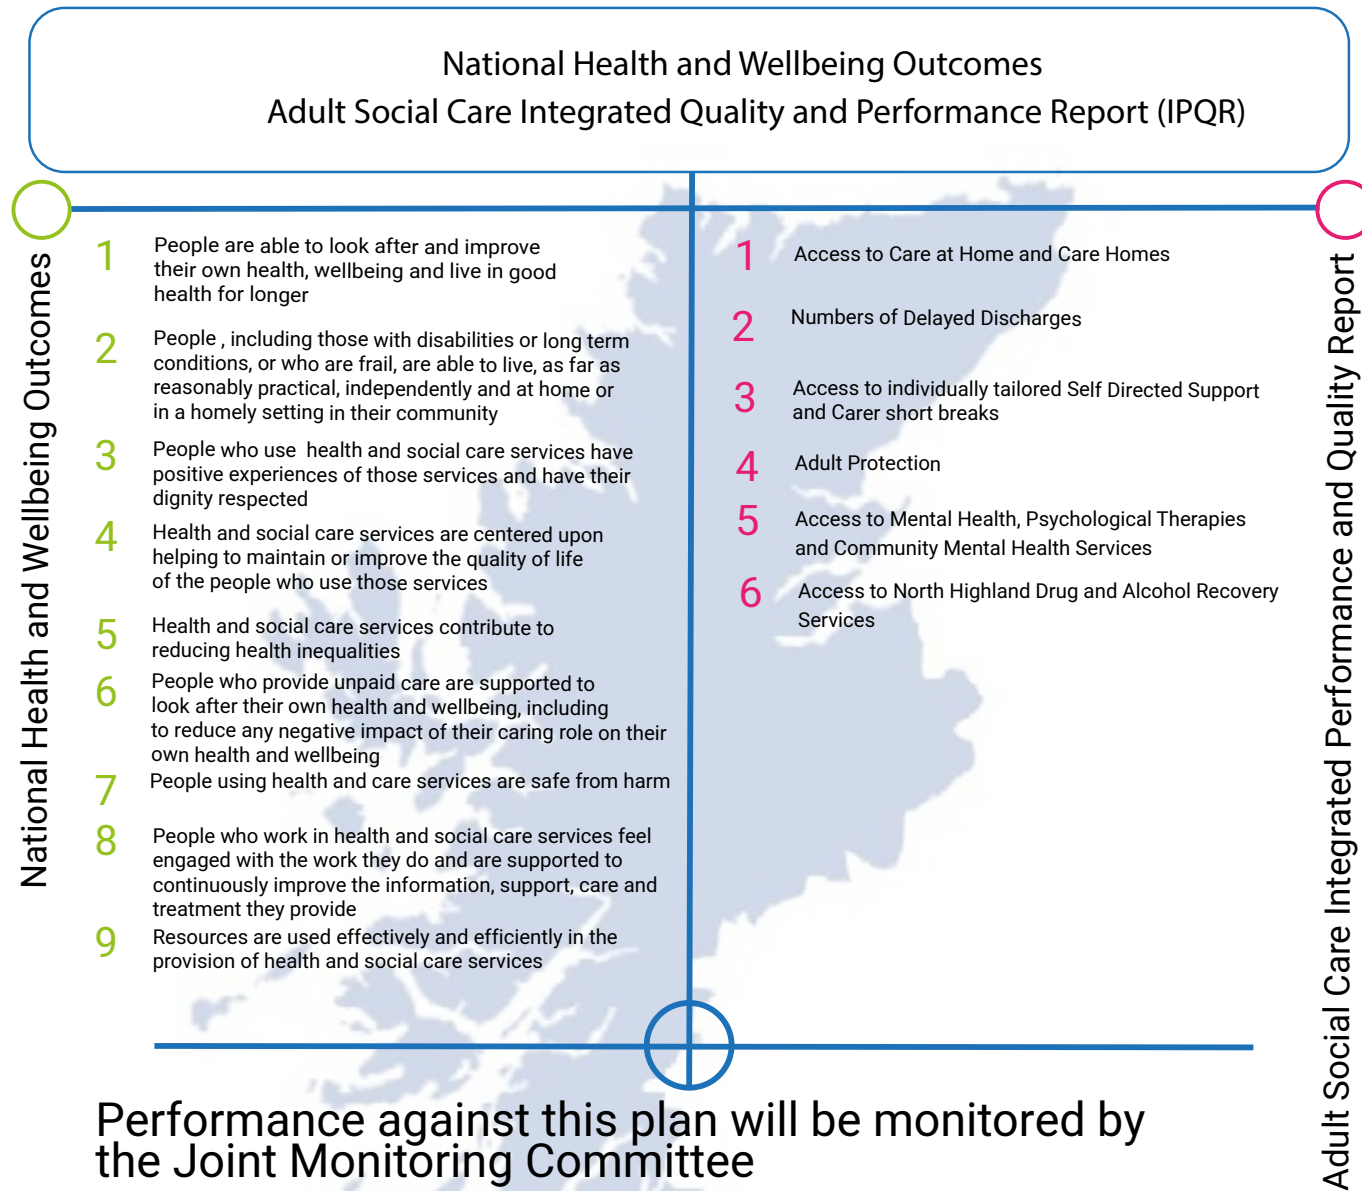 National Health and Wellbeing Outcomes
Adult Social Care Integrated Quality and Performance Report (IPQR)
National Health and Wellbeing Outcomes
1 People are able to look after and improve
their own health, wellbeing and live in good
health for longer
2 People , including those with disabilities or long term
conditions, or who are frail, are able to live, as far as
reasonably practical, independently and at home or
in a homely setting in their community
3 People who use health and social care services have
positive experiences of those services and have their
dignity respected
4 Health and social care services are centered upon
helping to maintain or improve the quality of life
of the people who use those services
5 Health and social care services contribute to
reducing health inequalities
6 People who provide unpaid care are supported to
look after their own health and wellbeing, including
to reduce any negative impact of their caring role on their
own health and wellbeing
7 People using health and care services are safe from harm
8 People who work in health and social care services feel
engaged with the work they do and are supported to
continuously improve the information, support, care and
treatment they provide
9 Resources are used effectively and efficiently in the
provision of health and social care services
1 Access to Care at Home and Care Homes
2 Numbers of Delayed Discharges
3 Access to individually tailored Self Directed Support
and Carer short breaks
4 Adult Protection
5 Access to Mental Health, Psychological Therapies
and Community Mental Health Services
6 Access to North Highland Drug and Alcohol Recovery
Services
Adult Social Care Integrated Performance and Quality Report
Performance against this plan will be monitored by
the Joint Monitoring Committee